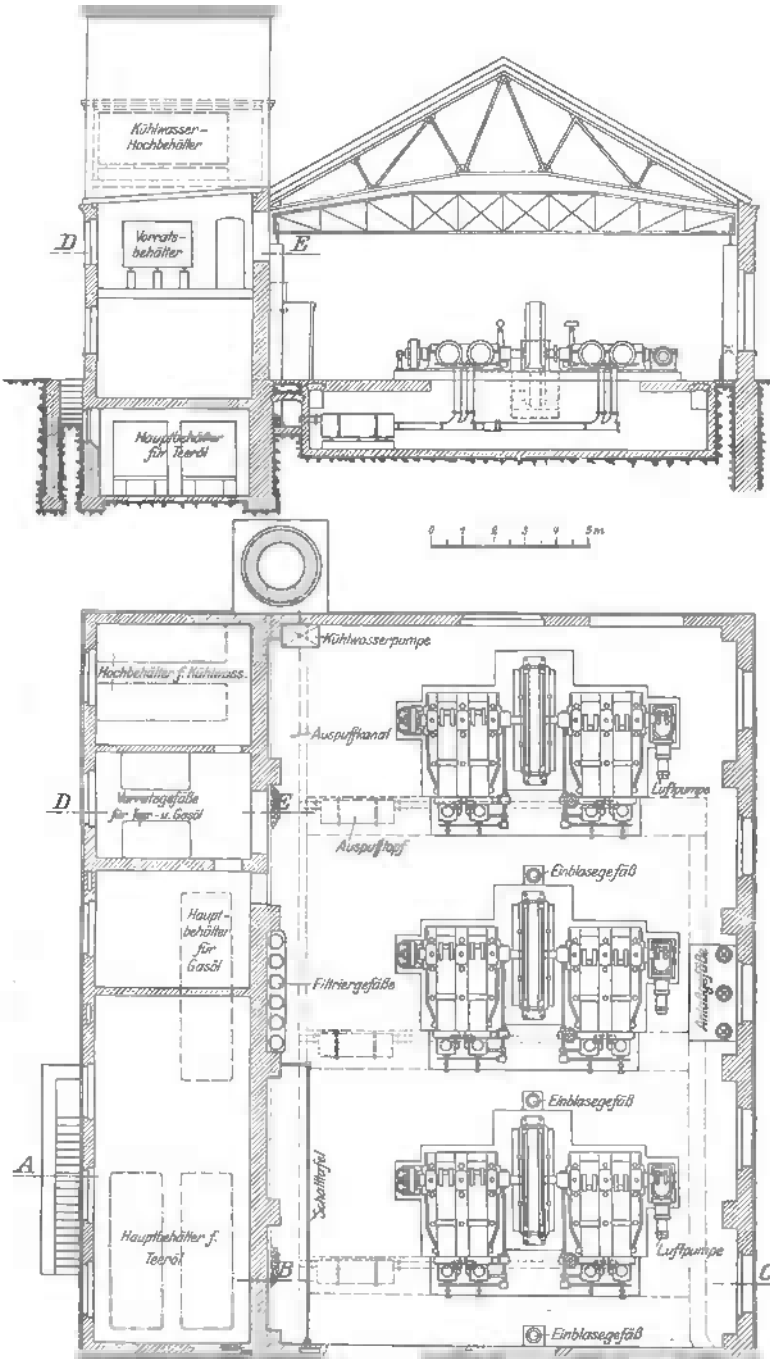 Kühlwasser-
Hochbehälter
D
Vorrats-
behälter
E
Hauptbehälter
für Teeröl
0 1 2 3 4 5m
Kühlwasserpumpe
Hochbehälter f. Kühlwass.
Auspuffkanal
Luftpumpe
D
Vorratsgefäße
für Teer- u. Gasöl
E
Auspufftopf
Einblasegefäß
Haupt-
behälter
für
Gasöl
Filtriergefäße
Anlaßgefäße
Einblasegefäß
Schalttafel
A
Hauptbehälter f.
Teeröl
B
Luftpumpe
C
Einblasegefäß